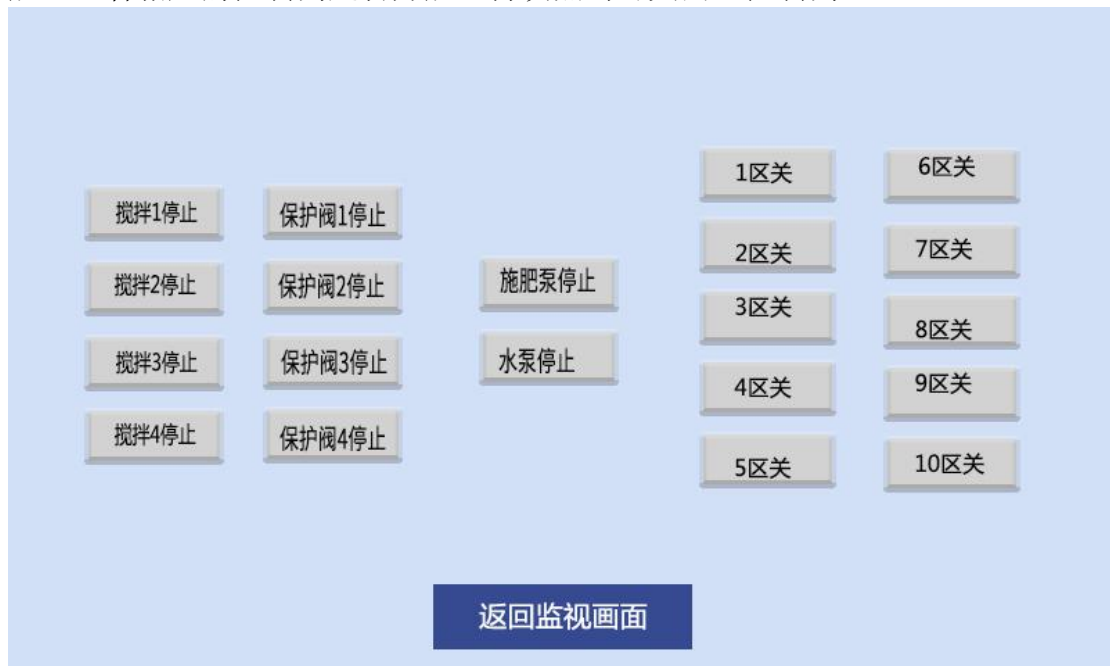 搅拌1停止
搅拌2停止
搅拌3停止
搅拌4停止
保护阀1停止
保护阀2停止
保护阀3停止
保护阀4停止
施肥泵停止
水泵停止
1区关
2区关
3区关
4区关
5区关
6区关
7区关
8区关
9区关
10区关
返回监视画面